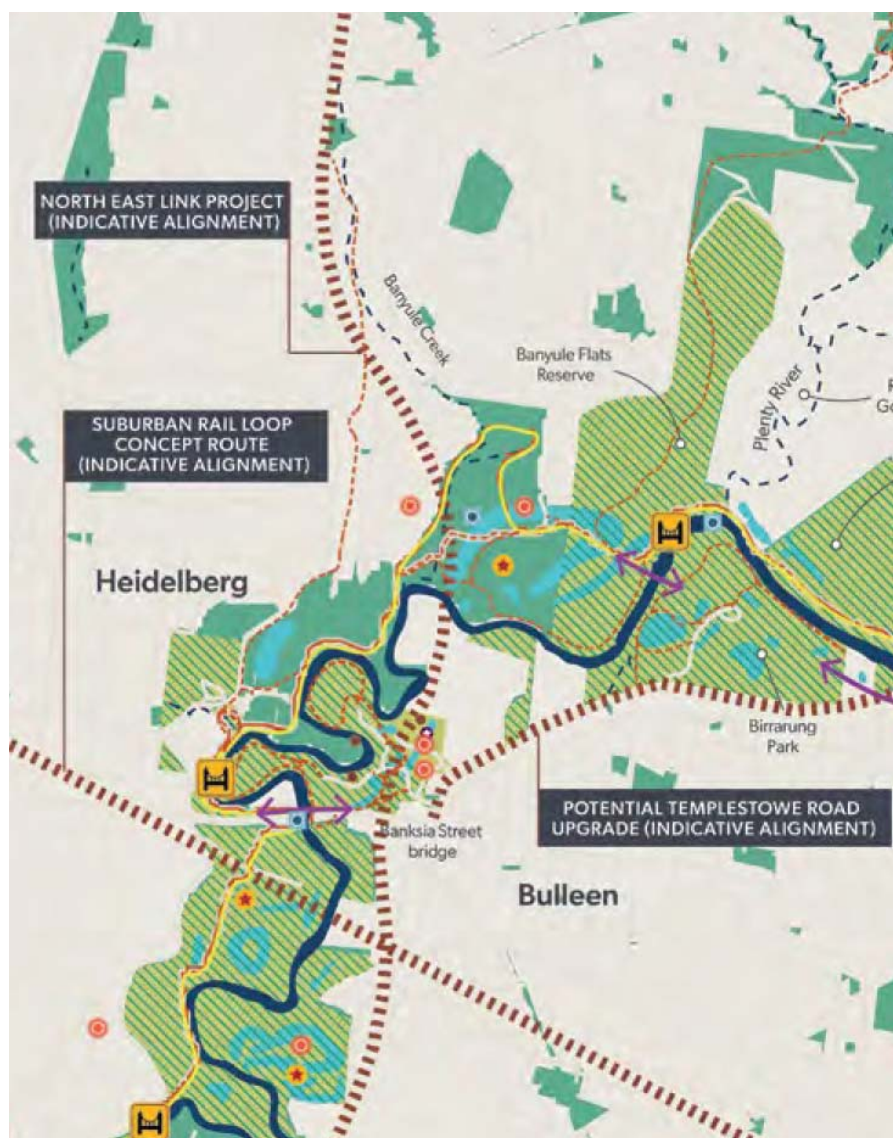 NORTH EAST LINK PROJECT
(INDICATIVE ALIGNMENT)
Banyule Creek
Banyule Flats
Reserve
Plenty River
SUBURBAN RAIL LOOP
CONCEPT ROUTE
(INDICATIVE ALIGNMENT)
Heidelberg
Birrarung
Park
POTENTIAL TEMPLESTOWE ROAD
UPGRADE (INDICATIVE ALIGNMENT)
Banksia Street
bridge
Bulleen